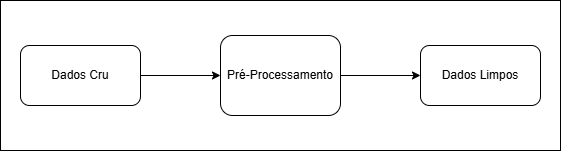 Dados Cru
Pré-Processamento
Dados Limpos